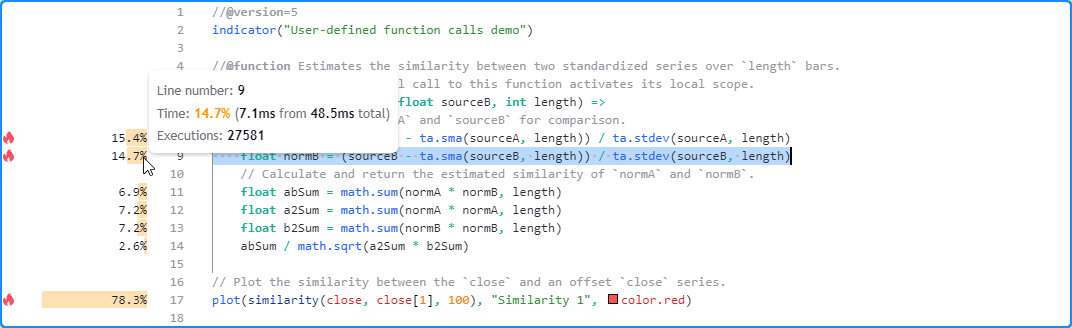 1 //@version=5
2 indicator("User-defined function calls demo")
3
4 //@function Estimates the similarity between two standardized series over `length` bars.
l call to this function activates its local scope.
float sourceB, int length) =>
A` and `sourceB` for comparison.
Line number: 9
Time: 14.7% (7.1ms from 48.5ms total)
Executions: 27581
15.4% - ta.sma(sourceA, length)) / ta.stdev(sourceA, length)
14.7% 9 float normB = (sourceB - ta.sma(sourceB, length)) / ta.stdev(sourceB, length)
10 // Calculate and return the estimated similarity of `normA` and `normB`.
6.9% 11 float abSum = math.sum(normA * normB, length)
7.2% 12 float a2Sum = math.sum(normA * normA, length)
7.2% 13 float b2Sum = math.sum(normB * normB, length)
2.6% 14 abSum / math.sqrt(a2Sum * b2Sum)
15
16 // Plot the similarity between the `close` and an offset `close` series.
78.3% 17 plot(similarity(close, close[1], 100), "Similarity 1", color.red)
18